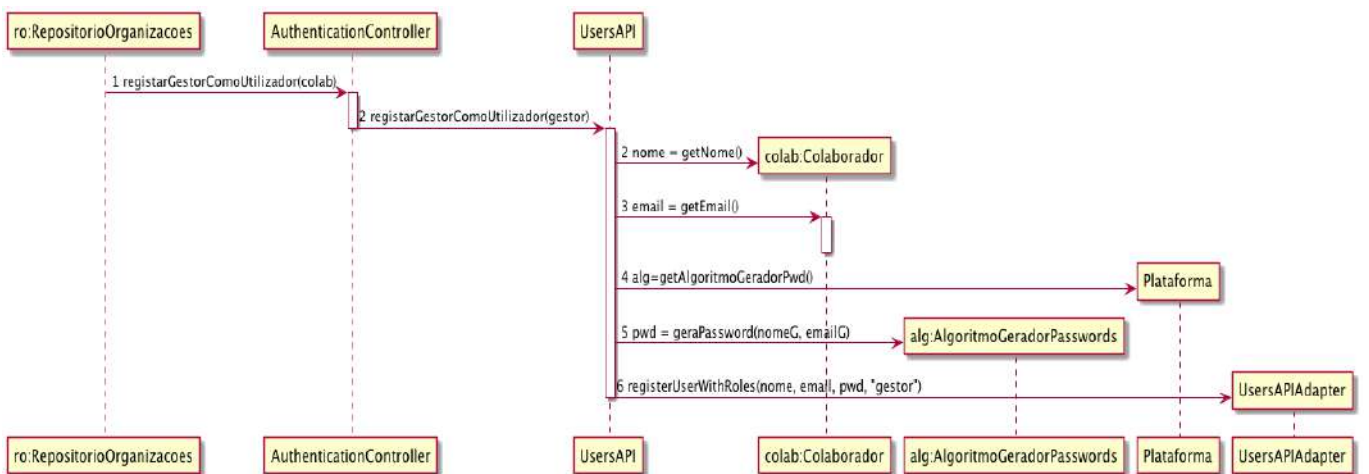 ro:RepositorioOrganizacoes
AuthenticationController
UsersAPI
1 registarGestorComoUtilizador(colab)
2 registarGestorComoUtilizador(gestor)
2 nome = getNome()
colab:Colaborador
3 email = getEmail()
4 alg=getAlgoritmoGeradorPwd()
Plataforma
5 pwd = geraPassword(nomeG, emailG)
alg:AlgoritmoGeradorPasswords
6 registerUserWithRoles(nome, email, pwd, "gestor")
UsersAPIAdapter
ro:RepositorioOrganizacoes
AuthenticationController
UsersAPI
colab:Colaborador
alg:AlgoritmoGeradorPasswords
Plataforma
UsersAPIAdapter